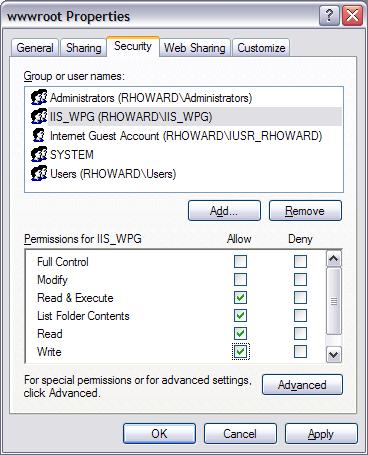 wwwroot Properties
General Sharing Security Web Sharing Customize
Group or user names:
Administrators (RHOWARD\Administrators)
IIS_WPG (RHOWARD\IIS_WPG)
Internet Guest Account (RHOWARD\IUSR_RHOWARD)
SYSTEM
Users (RHOWARD\Users)
Add... Remove
Permissions for IIS_WPG Allow Deny
Full Control
Modify
Read & Execute
List Folder Contents
Read
Write
For special permissions or for advanced settings, 
click Advanced.
Advanced
OK Cancel Apply